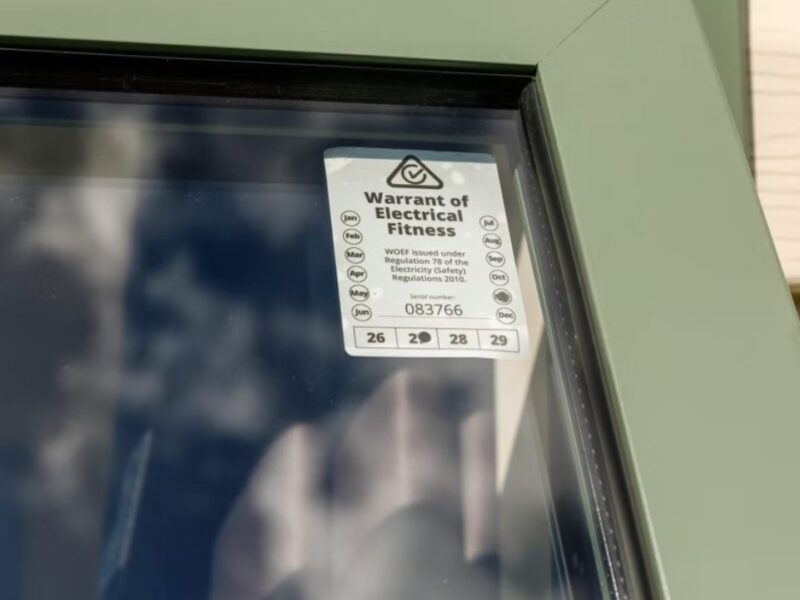 Warrant of
Electrical
Fitness
Jan
Feb
Mar
Apr
May
Jun
WOEF issued under
Regulation 78 of the
Electricity (Safety)
Regulations 2010.
Serial number:
083766
Jul
Aug
Sep
Oct
Dec
26 2 28 29